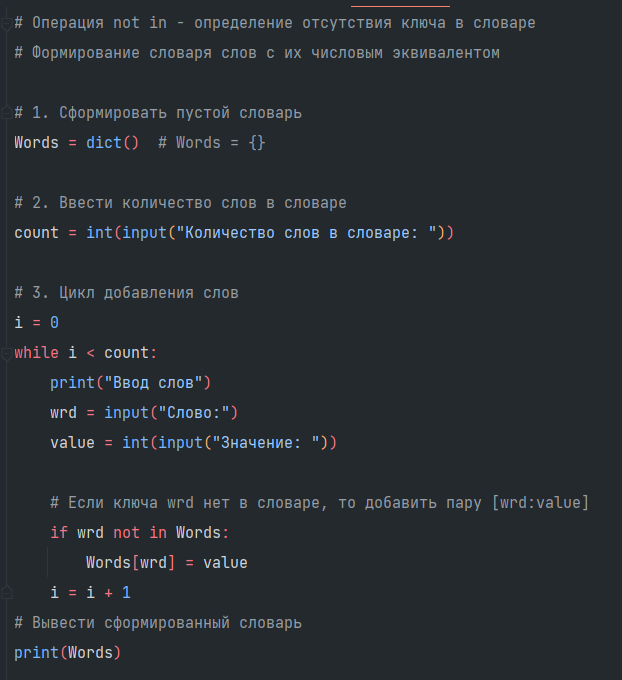 # Операция not in - определение отсутствия ключа в словаре
# Формирование словаря слов с их числовым эквивалентом
# 1. Сформировать пустой словарь
Words = dict()  # Words = {}
# 2. Ввести количество слов в словаре
count = int(input("Количество слов в словаре: "))
# 3. Цикл добавления слов
i = 0
while i < count:
    print("Ввод слов")
    wrd = input("Слово:")
    value = int(input("Значение: "))
    # Если ключа wrd нет в словаре, то добавить пару [wrd:value]
    if wrd not in Words:
        Words[wrd] = value
    i = i + 1
# Вывести сформированный словарь
print(Words)